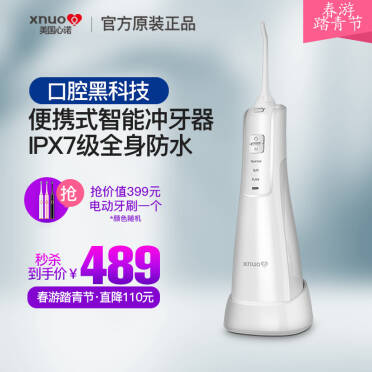 xnuo
美国心诺
官方原装正品
春游
踏青节
口腔黑科技
便携式智能冲牙器
IPX7级全身防水
抢
抢价值399元
电动牙刷一个
*颜色随机
秒杀
到手价¥489
春游踏青节·直降110元
Normal
Soft
Pulse
xnuo